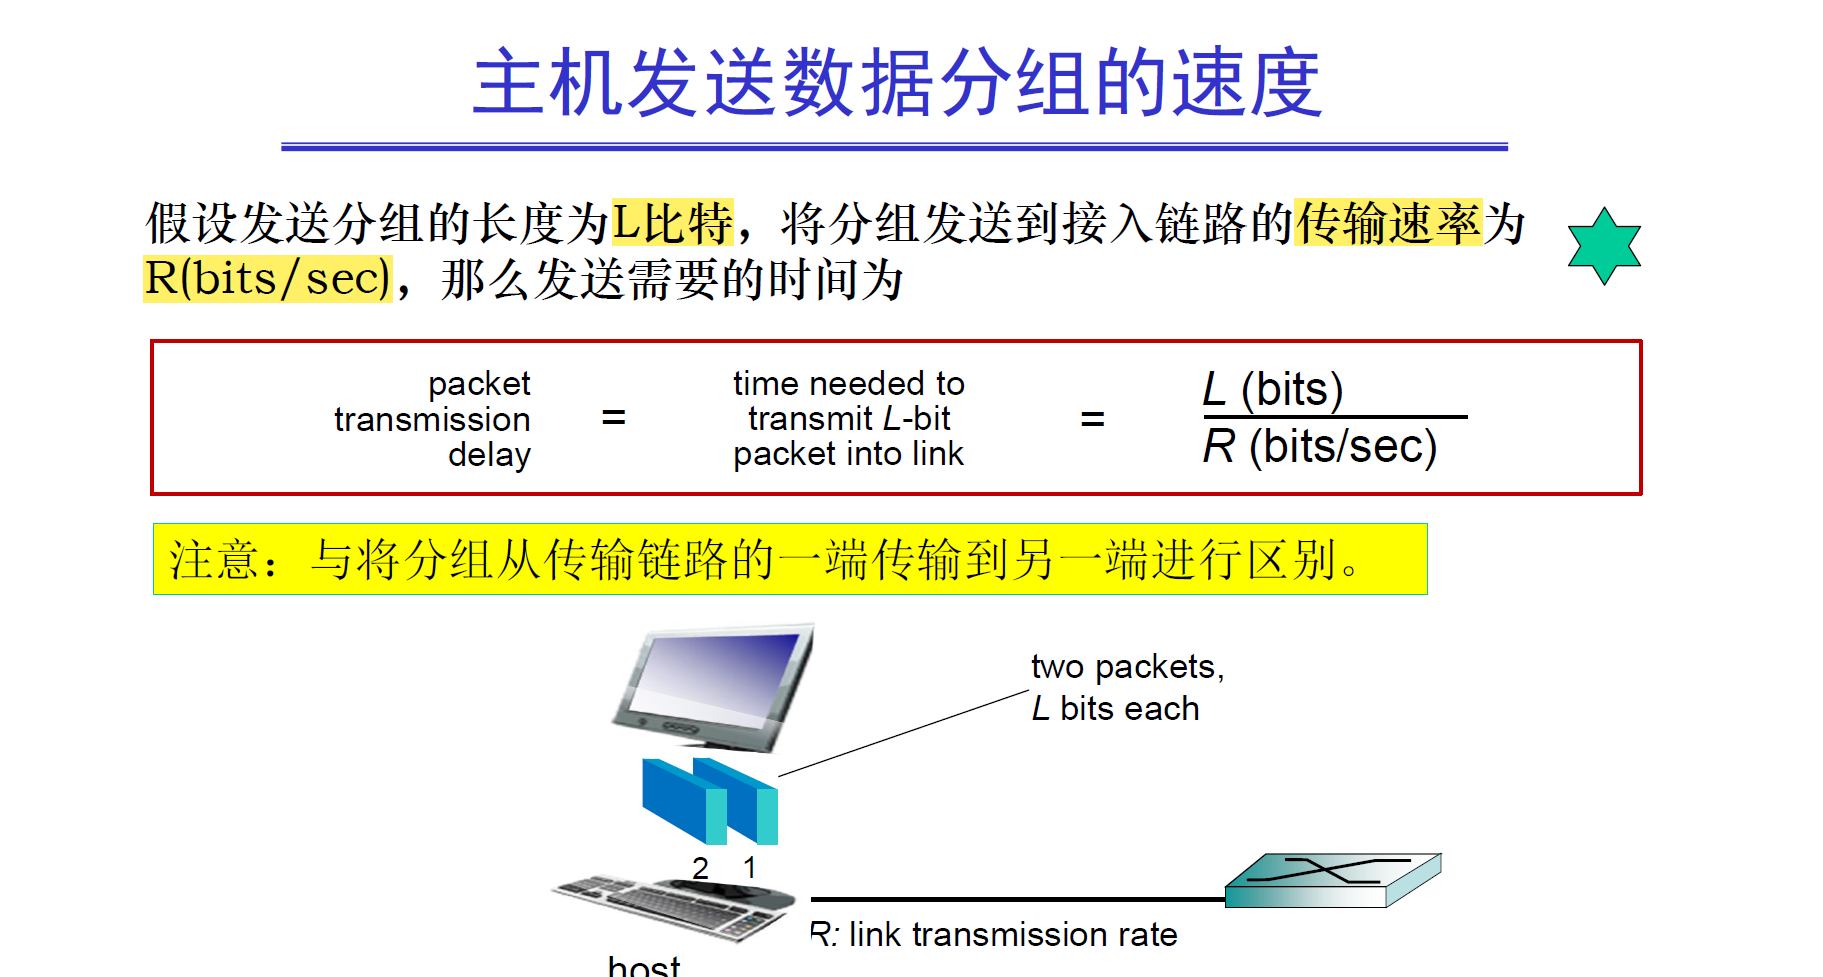 主机发送数据分组的速度
假设发送分组的长度为L比特，将分组发送到接入链路的传输速率为
R(bits/sec)，那么发送需要的时间为
packet
transmission
delay
=
time needed to
transmit L-bit
packet into link
=
L (bits)
R (bits/sec)
注意：与将分组从传输链路的一端传输到另一端进行区别。
two packets,
L bits each
2 1
R: link transmission rate
host